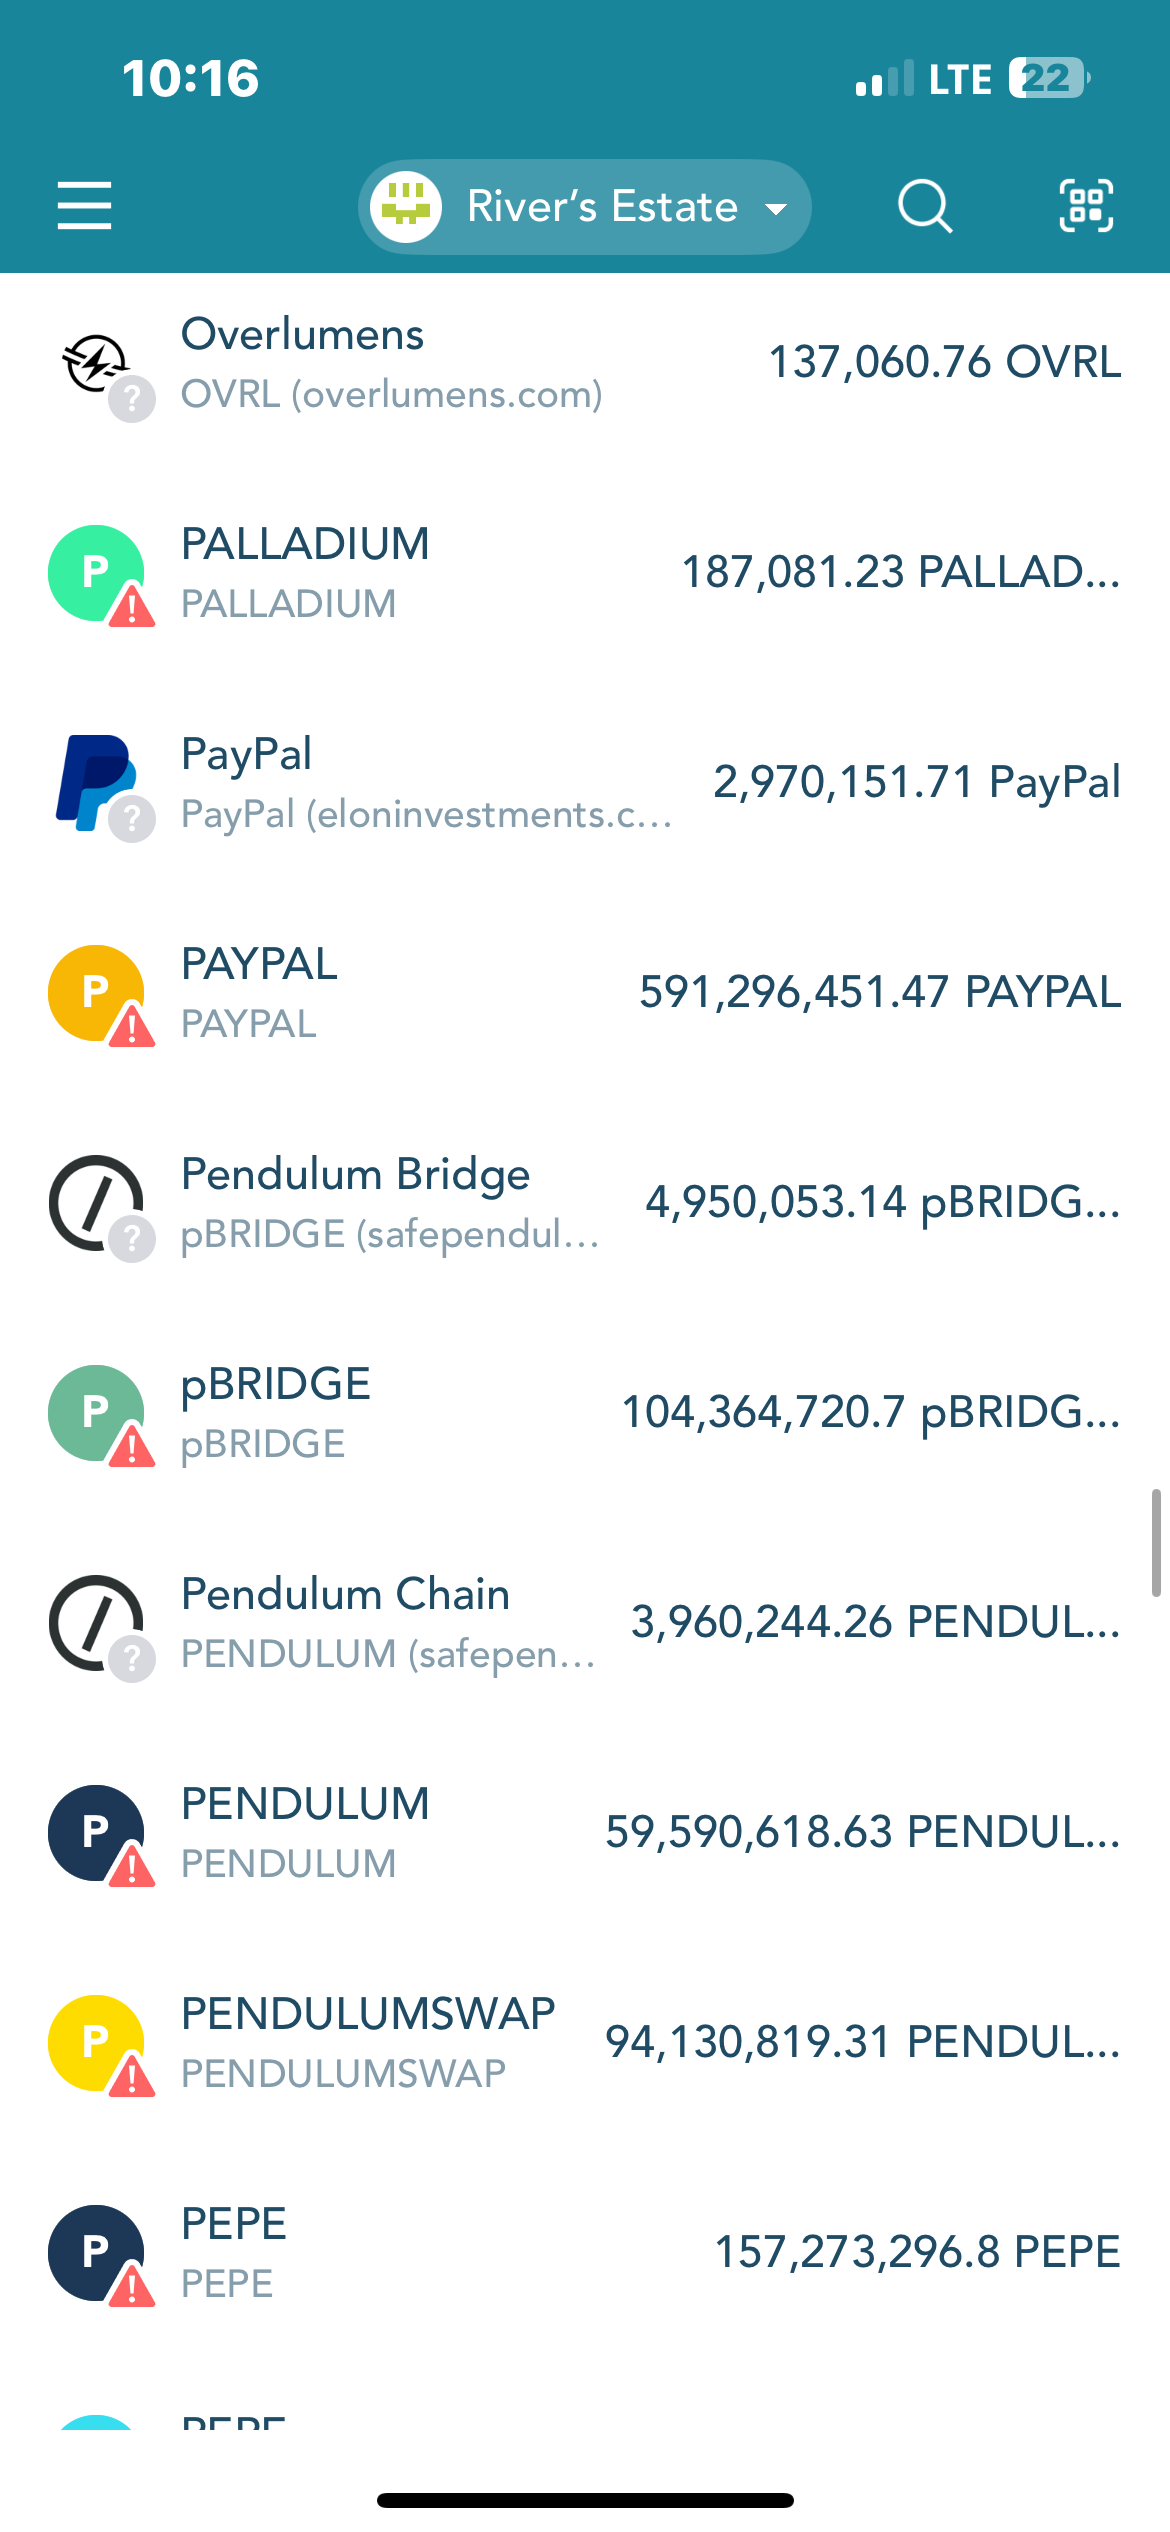 10:16
LTE 22
River’s Estate
Overlumens
137,060.76 OVRL
OVRL (overlumens.com)
P
PALLADIUM
187,081.23 PALLAD...
PALLADIUM
PayPal
2,970,151.71 PayPal
PayPal (eloninvestments.c...
P
PAYPAL
591,296,451.47 PAYPAL
PAYPAL
Pendulum Bridge
4,950,053.14 pBRIDG...
pBRIDGE (safependul...
P
pBRIDGE
104,364,720.7 pBRIDG...
pBRIDGE
Pendulum Chain
3,960,244.26 PENDUL...
PENDULUM (safepen...
P
PENDULUM
59,590,618.63 PENDUL...
PENDULUM
P
PENDULUMSWAP
94,130,819.31 PENDUL...
PENDULUMSWAP
P
PEPE
157,273,296.8 PEPE
PEPE